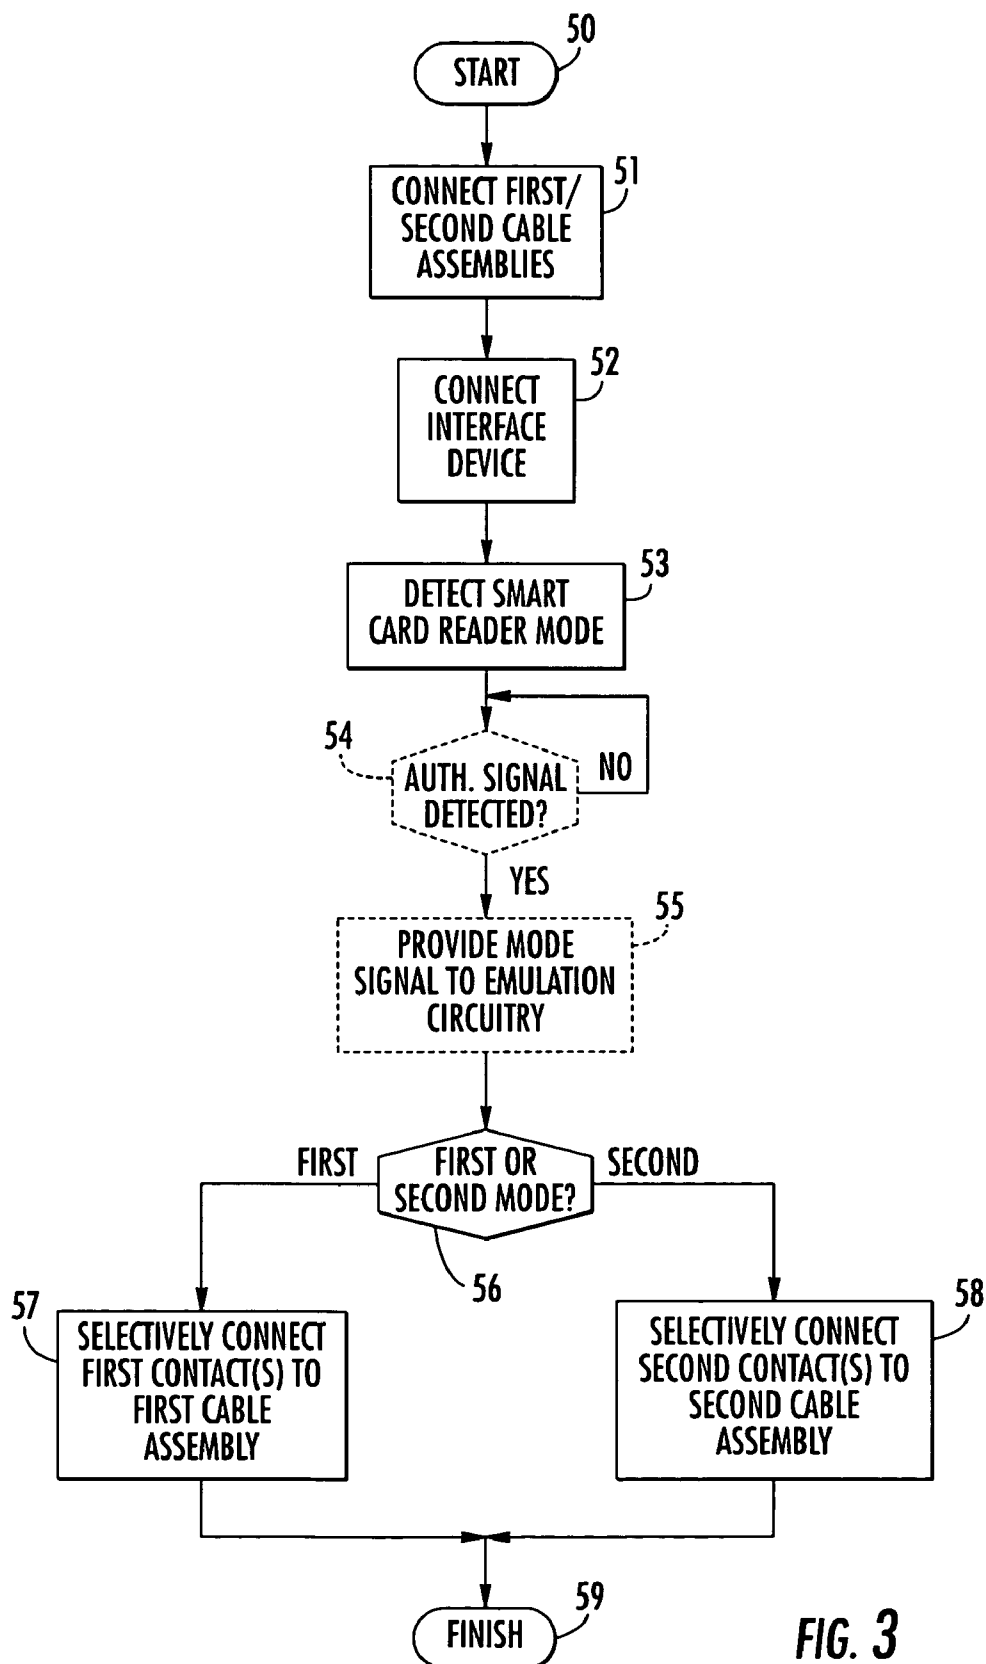 50
START
51
CONNECT FIRST/
SECOND CABLE
ASSEMBLIES
52
CONNECT
INTERFACE
DEVICE
53
DETECT SMART
CARD READER MODE
54
AUTH. SIGNAL
DETECTED?
NO
YES
55
PROVIDE MODE
SIGNAL TO EMULATION
CIRCUITRY
FIRST
FIRST OR
SECOND MODE?
SECOND
56
57
SELECTIVELY CONNECT
FIRST CONTACT(S) TO
FIRST CABLE
ASSEMBLY
58
SELECTIVELY CONNECT
SECOND CONTACT(S) TO
SECOND CABLE
ASSEMBLY
59
FINISH
FIG. 3